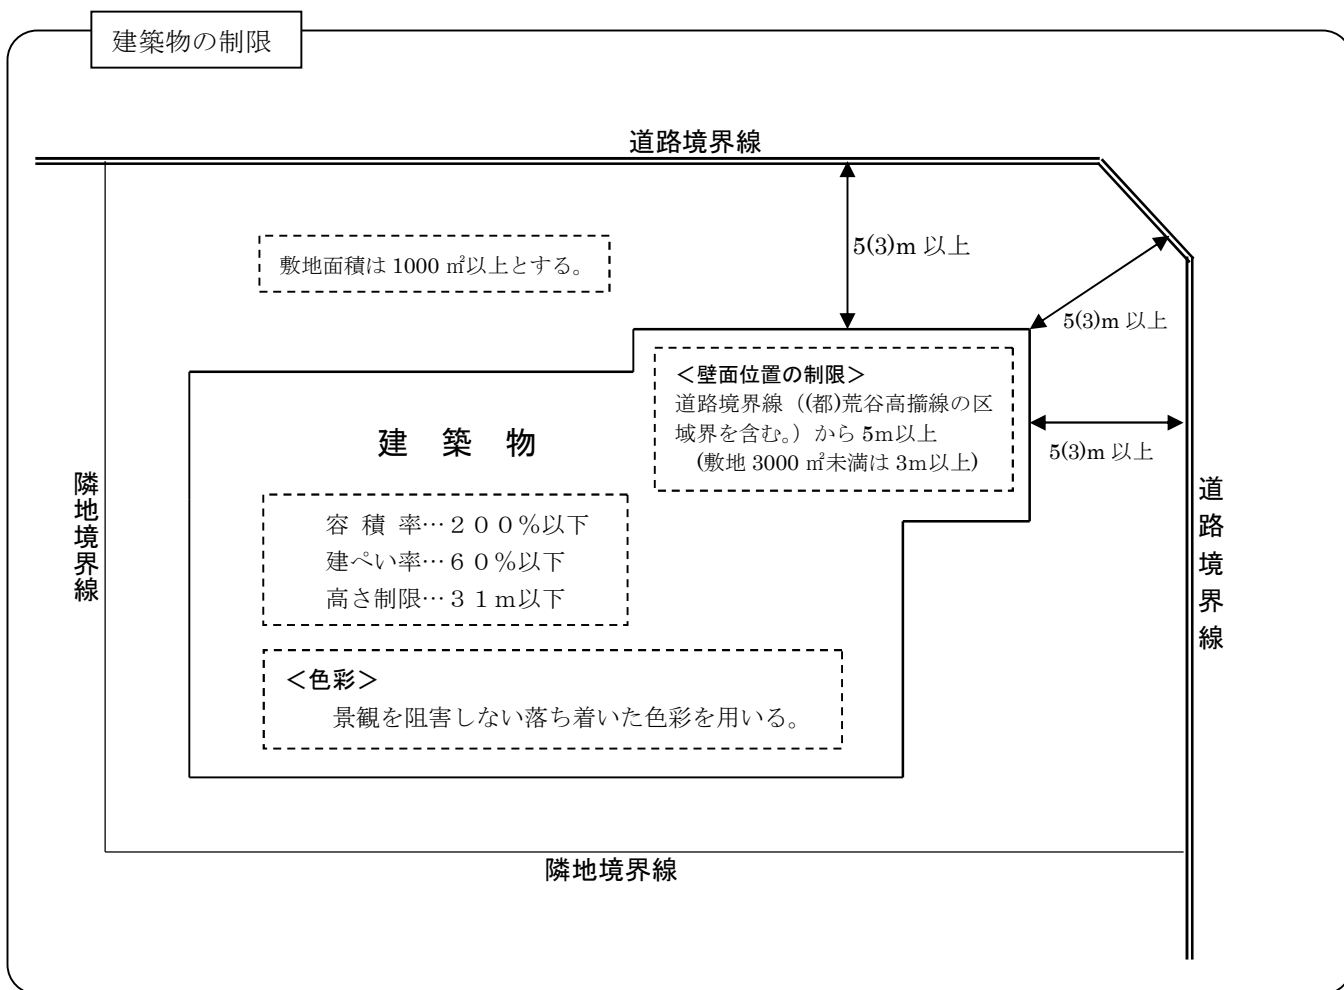 建築物の制限
道路境界線
5(3)m 以上
敷地面積は 1000 ㎡以上とする。
5(3)m 以上
＜壁面位置の制限＞
道路境界線（(都)荒谷高擶線の区
域界を含む。）から 5m以上
(敷地 3000 ㎡未満は 3m以上)
5(3)m 以上
建 築 物
隣地境界線
道路境界線
容 積 率…２００％以下
建ぺい率…６０％以下
高さ制限…３１m以下
＜色彩＞
景観を阻害しない落ち着いた色彩を用いる。
隣地境界線